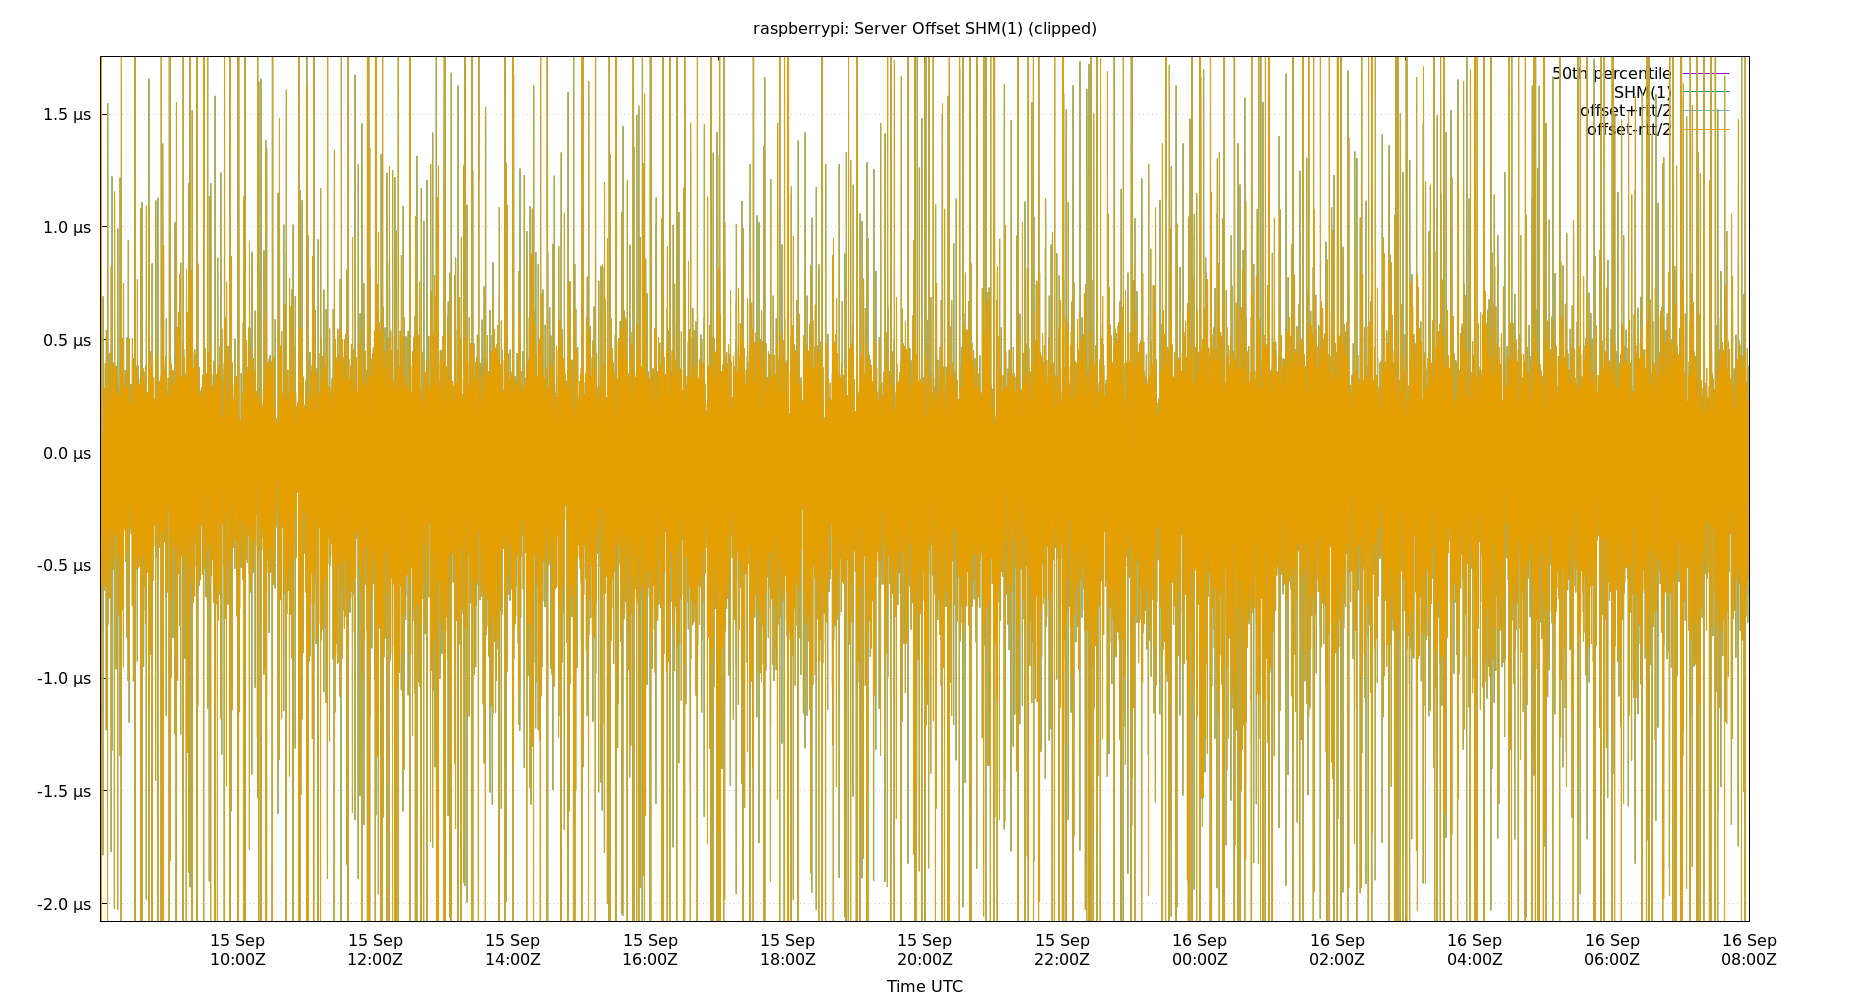 raspberrypi: Server Offset SHM(1) (clipped)
50th percentile
SHM(1)
offset+rtt/2
offset-rtt/2
1.5 µs
1.0 µs
0.5 µs
0.0 µs
-0.5 µs
-1.0 µs
-1.5 µs
-2.0 µs
15 Sep 15 Sep 15 Sep 15 Sep 15 Sep 15 Sep 15 Sep 16 Sep 16 Sep 16 Sep 16 Sep 16 Sep
10:00Z 12:00Z 14:00Z 16:00Z 18:00Z 20:00Z 22:00Z 00:00Z 02:00Z 04:00Z 06:00Z 08:00Z
Time UTC